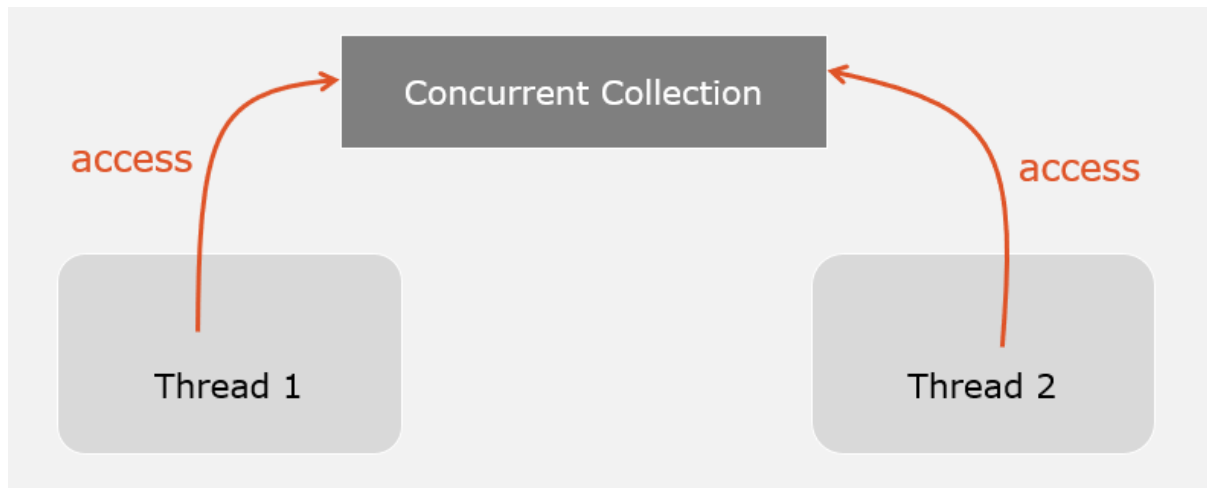 Concurrent Collection
access
access
Thread 1
Thread 2